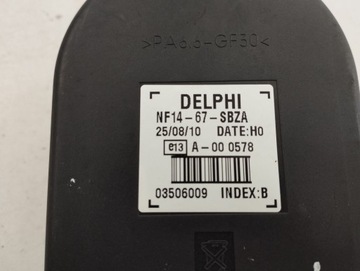 >PA6.6-GF30<
DELPHI
NF14-67-SBZA
25/08/10 DATE:H0
e13 A-00 0578
03506009 INDEX:B